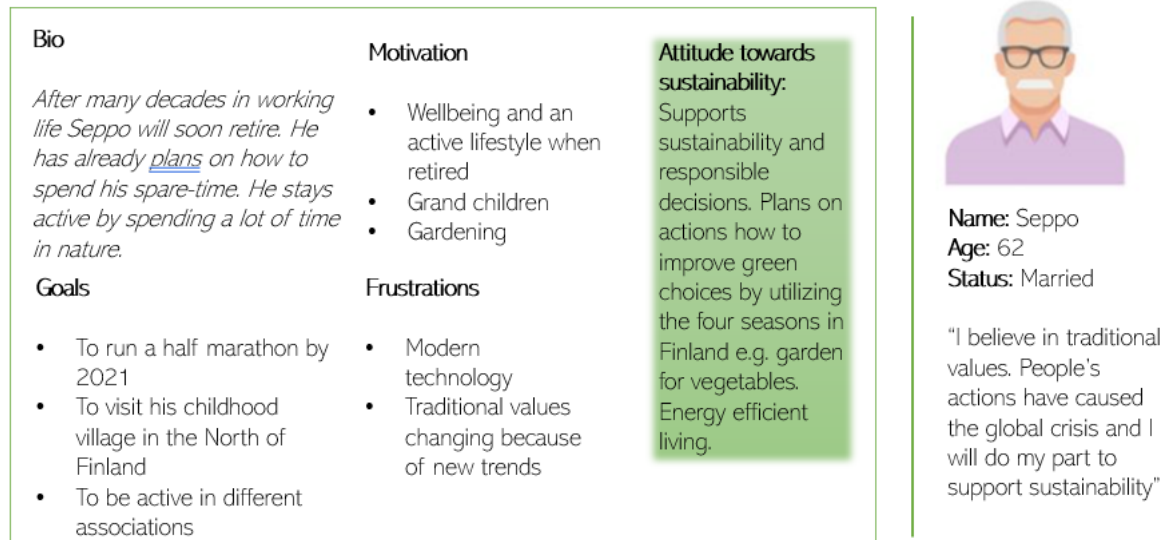 Bio
After many decades in working
life Seppo will soon retire. He
has already plans on how to
spend his spare-time. He stays
active by spending a lot of time
in nature.
Goals
• To run a half marathon by
2021
• To visit his childhood
village in the North of
Finland
• To be active in different
associations
Motivation
• Wellbeing and an
active lifestyle when
retired
• Grand children
• Gardening
Frustrations
• Modern
technology
• Traditional values
changing because
of new trends
Attitude towards
sustainability:
Supports
sustainability and
responsible
decisions. Plans on
actions how to
improve green
choices by utilizing
the four seasons in
Finland e.g. garden
for vegetables.
Energy efficient
living.
Name: Seppo
Age: 62
Status: Married
“I believe in traditional
values. People’s
actions have caused
the global crisis and I
will do my part to
support sustainability”